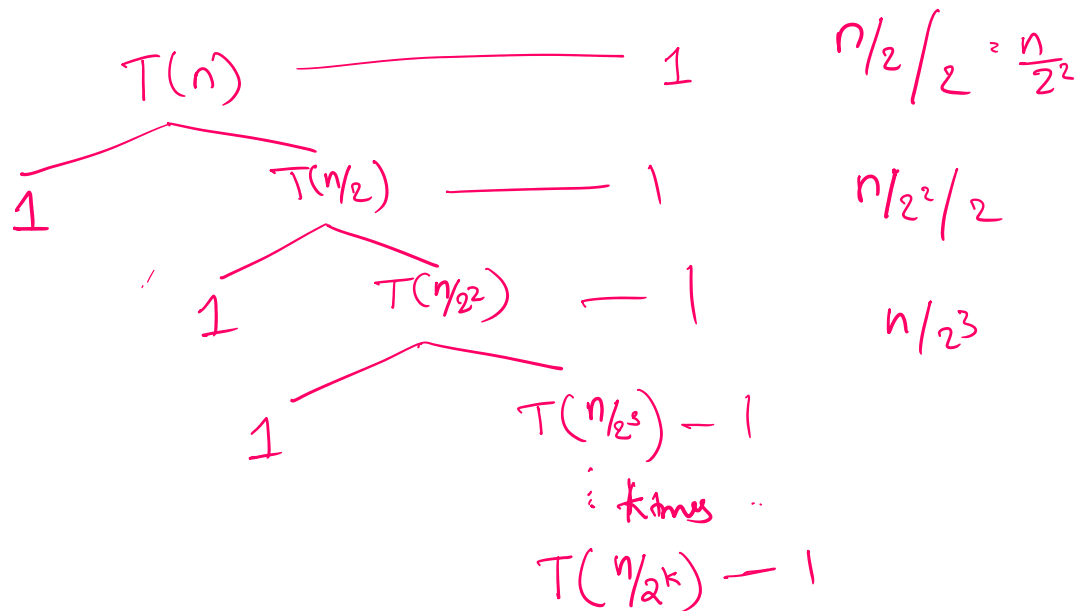 T(n) 1 n/2/2 = n/2²
1 T(n/2) 1 n/2²/2
1 T(n/2²) — 1 n/2³
1 T(n/2³) — 1
⋮ k times
T(n/2ᵏ) — 1